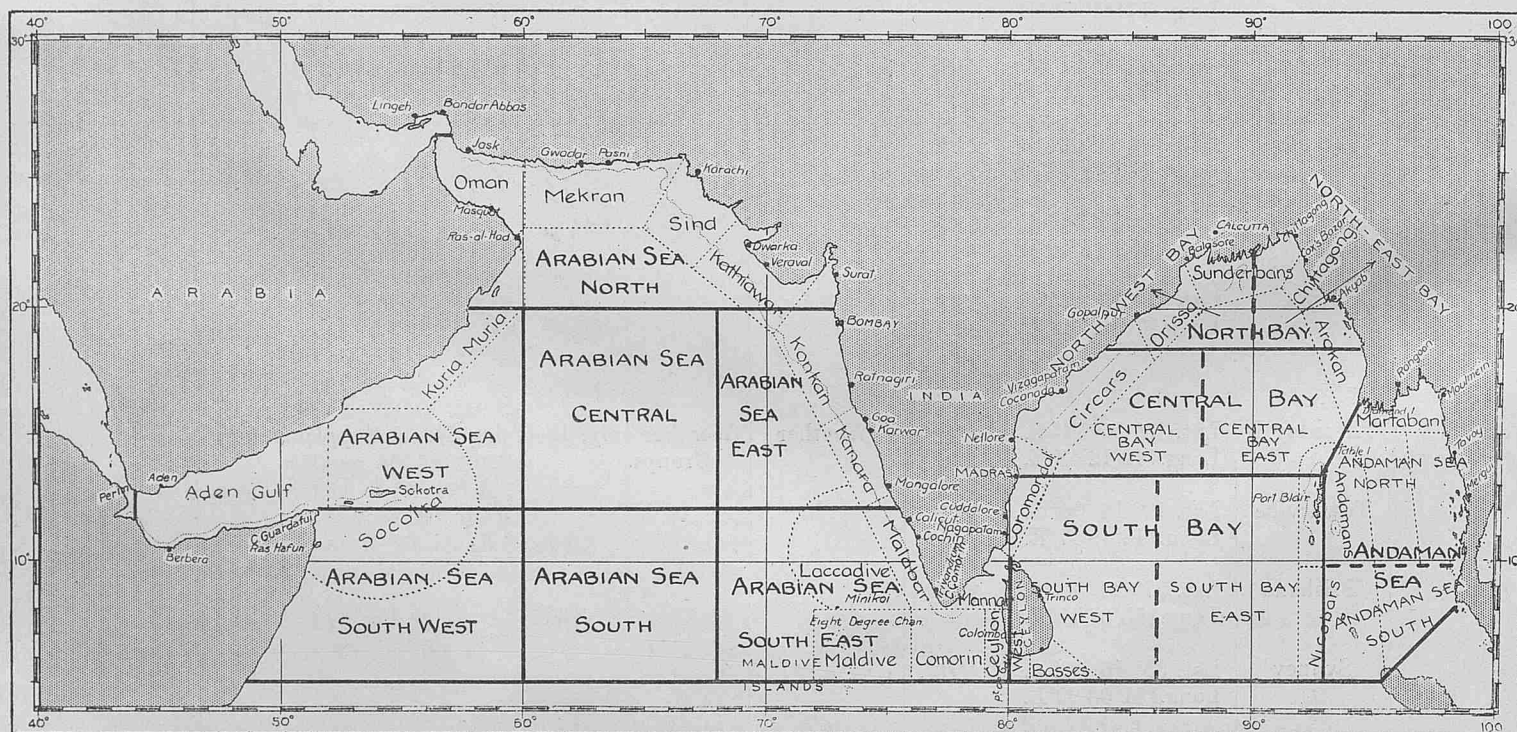 40°
50°
60°
70°
80°
90°
100
30°
Lingeh
Bandar Abbas
Jask
Gwadar
Pasni
Karachi
Oman
Mekran
Sind
Masqat
Ras-al-Had
Dwarka
Veraval
Surat
Kathiawar
ARABIAN SEA
NORTH
ARABIA
CALCUTTA
Balasore
Chittagong
Cox's Bazar
NORTH-EAST BAY
NORTH WEST BAY
Sunderbans
Chittagong
Akyab
20°
20
Kuria Muria
BOMBAY
Gopalpur
Orissa
NORTH BAY
Arakan
Rangoon
Moulmein
ARABIAN SEA
CENTRAL
ARABIAN
SEA
EAST
Konkan
Kanara
Ratnagiri
INDIA
Vizagapatam
Coconada
Circars
CENTRAL BAY
CENTRAL
BAY
WEST
CENTRAL
BAY
EAST
Diamond I.
Martaban
ARABIAN SEA
WEST
Goa
Karwar
Nellore
Tavoy
Table I.
ANDAMAN SEA
NORTH
Mergui
Perim
Aden
Aden Gulf
Sokotra
Socotra
MADRAS
Mangalore
Port Blair
Andamans
C Guardafui
Ras Hafun
Berbera
Calicut
Cochin
Malabar
Cuddalore
Nagapatam
Coromandel
SOUTH BAY
10°
10
ANDAMAN
SEA
ARABIAN SEA
SOUTH WEST
ARABIAN SEA
SOUTH
Laccadive
ARABIAN SEA
Minikoi
Eight Degree Chan.
SOUTH EAST
MALDIVE
ISLANDS
Maldive
Comorin
Trivandrum
C Comorin
Mannar
Colombo
Ceylon
WEST
CEYLON
Trinco
Basses
SOUTH BAY
WEST
SOUTH BAY
EAST
Nicobars
ANDAMAN SEA
SOUTH
40°
50°
60°
70°
80°
90°
100